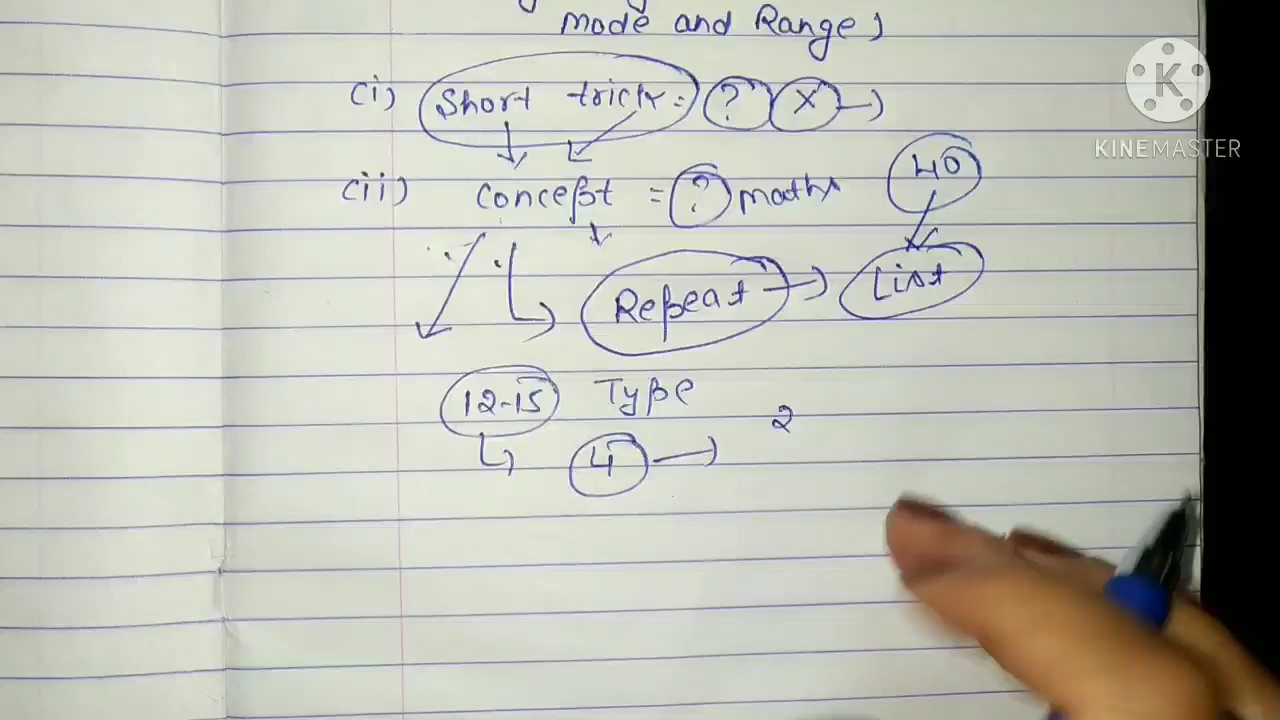 mode and Range)
(i) Short trick = ? X
(ii) concept = ? maths 40
Repeat List
12-15 Type
4 2
K
KINEMASTER